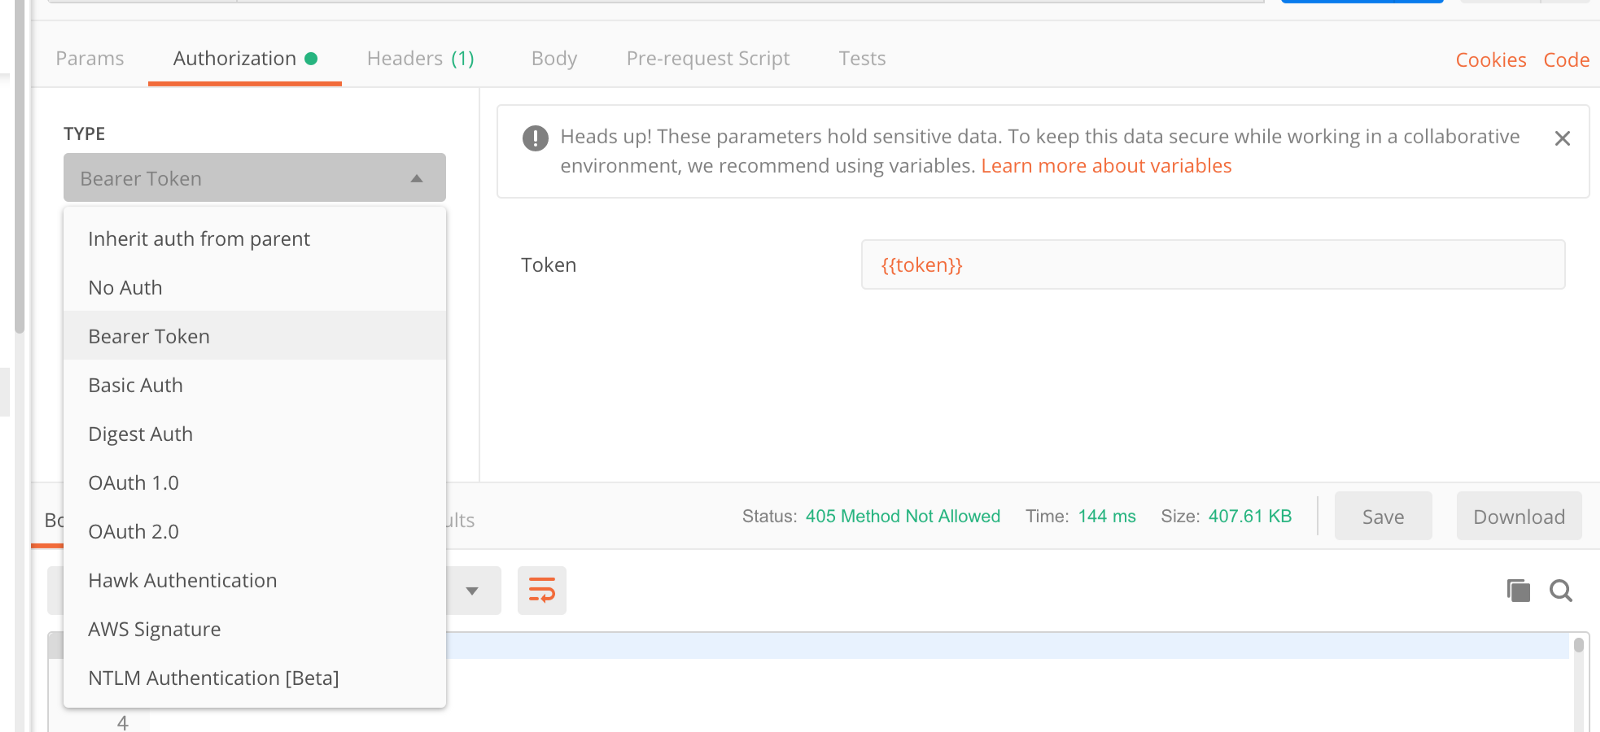 Params Authorization Headers (1) Body Pre-request Script Tests Cookies Code
TYPE
Bearer Token
Heads up! These parameters hold sensitive data. To keep this data secure while working in a collaborative
environment, we recommend using variables. Learn more about variables
Inherit auth from parent
No Auth
Bearer Token
Basic Auth
Digest Auth
OAuth 1.0
OAuth 2.0
Hawk Authentication
AWS Signature
NTLM Authentication [Beta]
Token {{token}}
Status: 405 Method Not Allowed Time: 144 ms Size: 407.61 KB Save Download
4